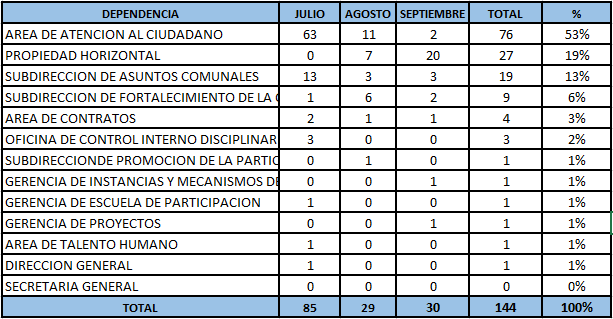 DEPENDENCIA JULIO AGOSTO SEPTIEMBRE TOTAL %
AREA DE ATENCION AL CIUDADANO 63 11 2 76 53%
PROPIEDAD HORIZONTAL 0 7 20 27 19%
SUBDIRECCION DE ASUNTOS COMUNALES 13 3 3 19 13%
SUBDIRECCION DE FORTALECIMIENTO DE LA 1 6 2 9 6%
AREA DE CONTRATOS 2 1 1 4 3%
OFICINA DE CONTROL INTERNO DISCIPLINAR 3 0 0 3 2%
SUBDIRECCIONDE PROMOCION DE LA PARTIC 0 1 0 1 1%
GERENCIA DE INSTANCIAS Y MECANISMOS DE 0 0 1 1 1%
GERENCIA DE ESCUELA DE PARTICIPACION 1 0 0 1 1%
GERENCIA DE PROYECTOS 0 0 1 1 1%
AREA DE TALENTO HUMANO 1 0 0 1 1%
DIRECCION GENERAL 1 0 0 1 1%
SECRETARIA GENERAL 0 0 0 0 0%
TOTAL 85 29 30 144 100%